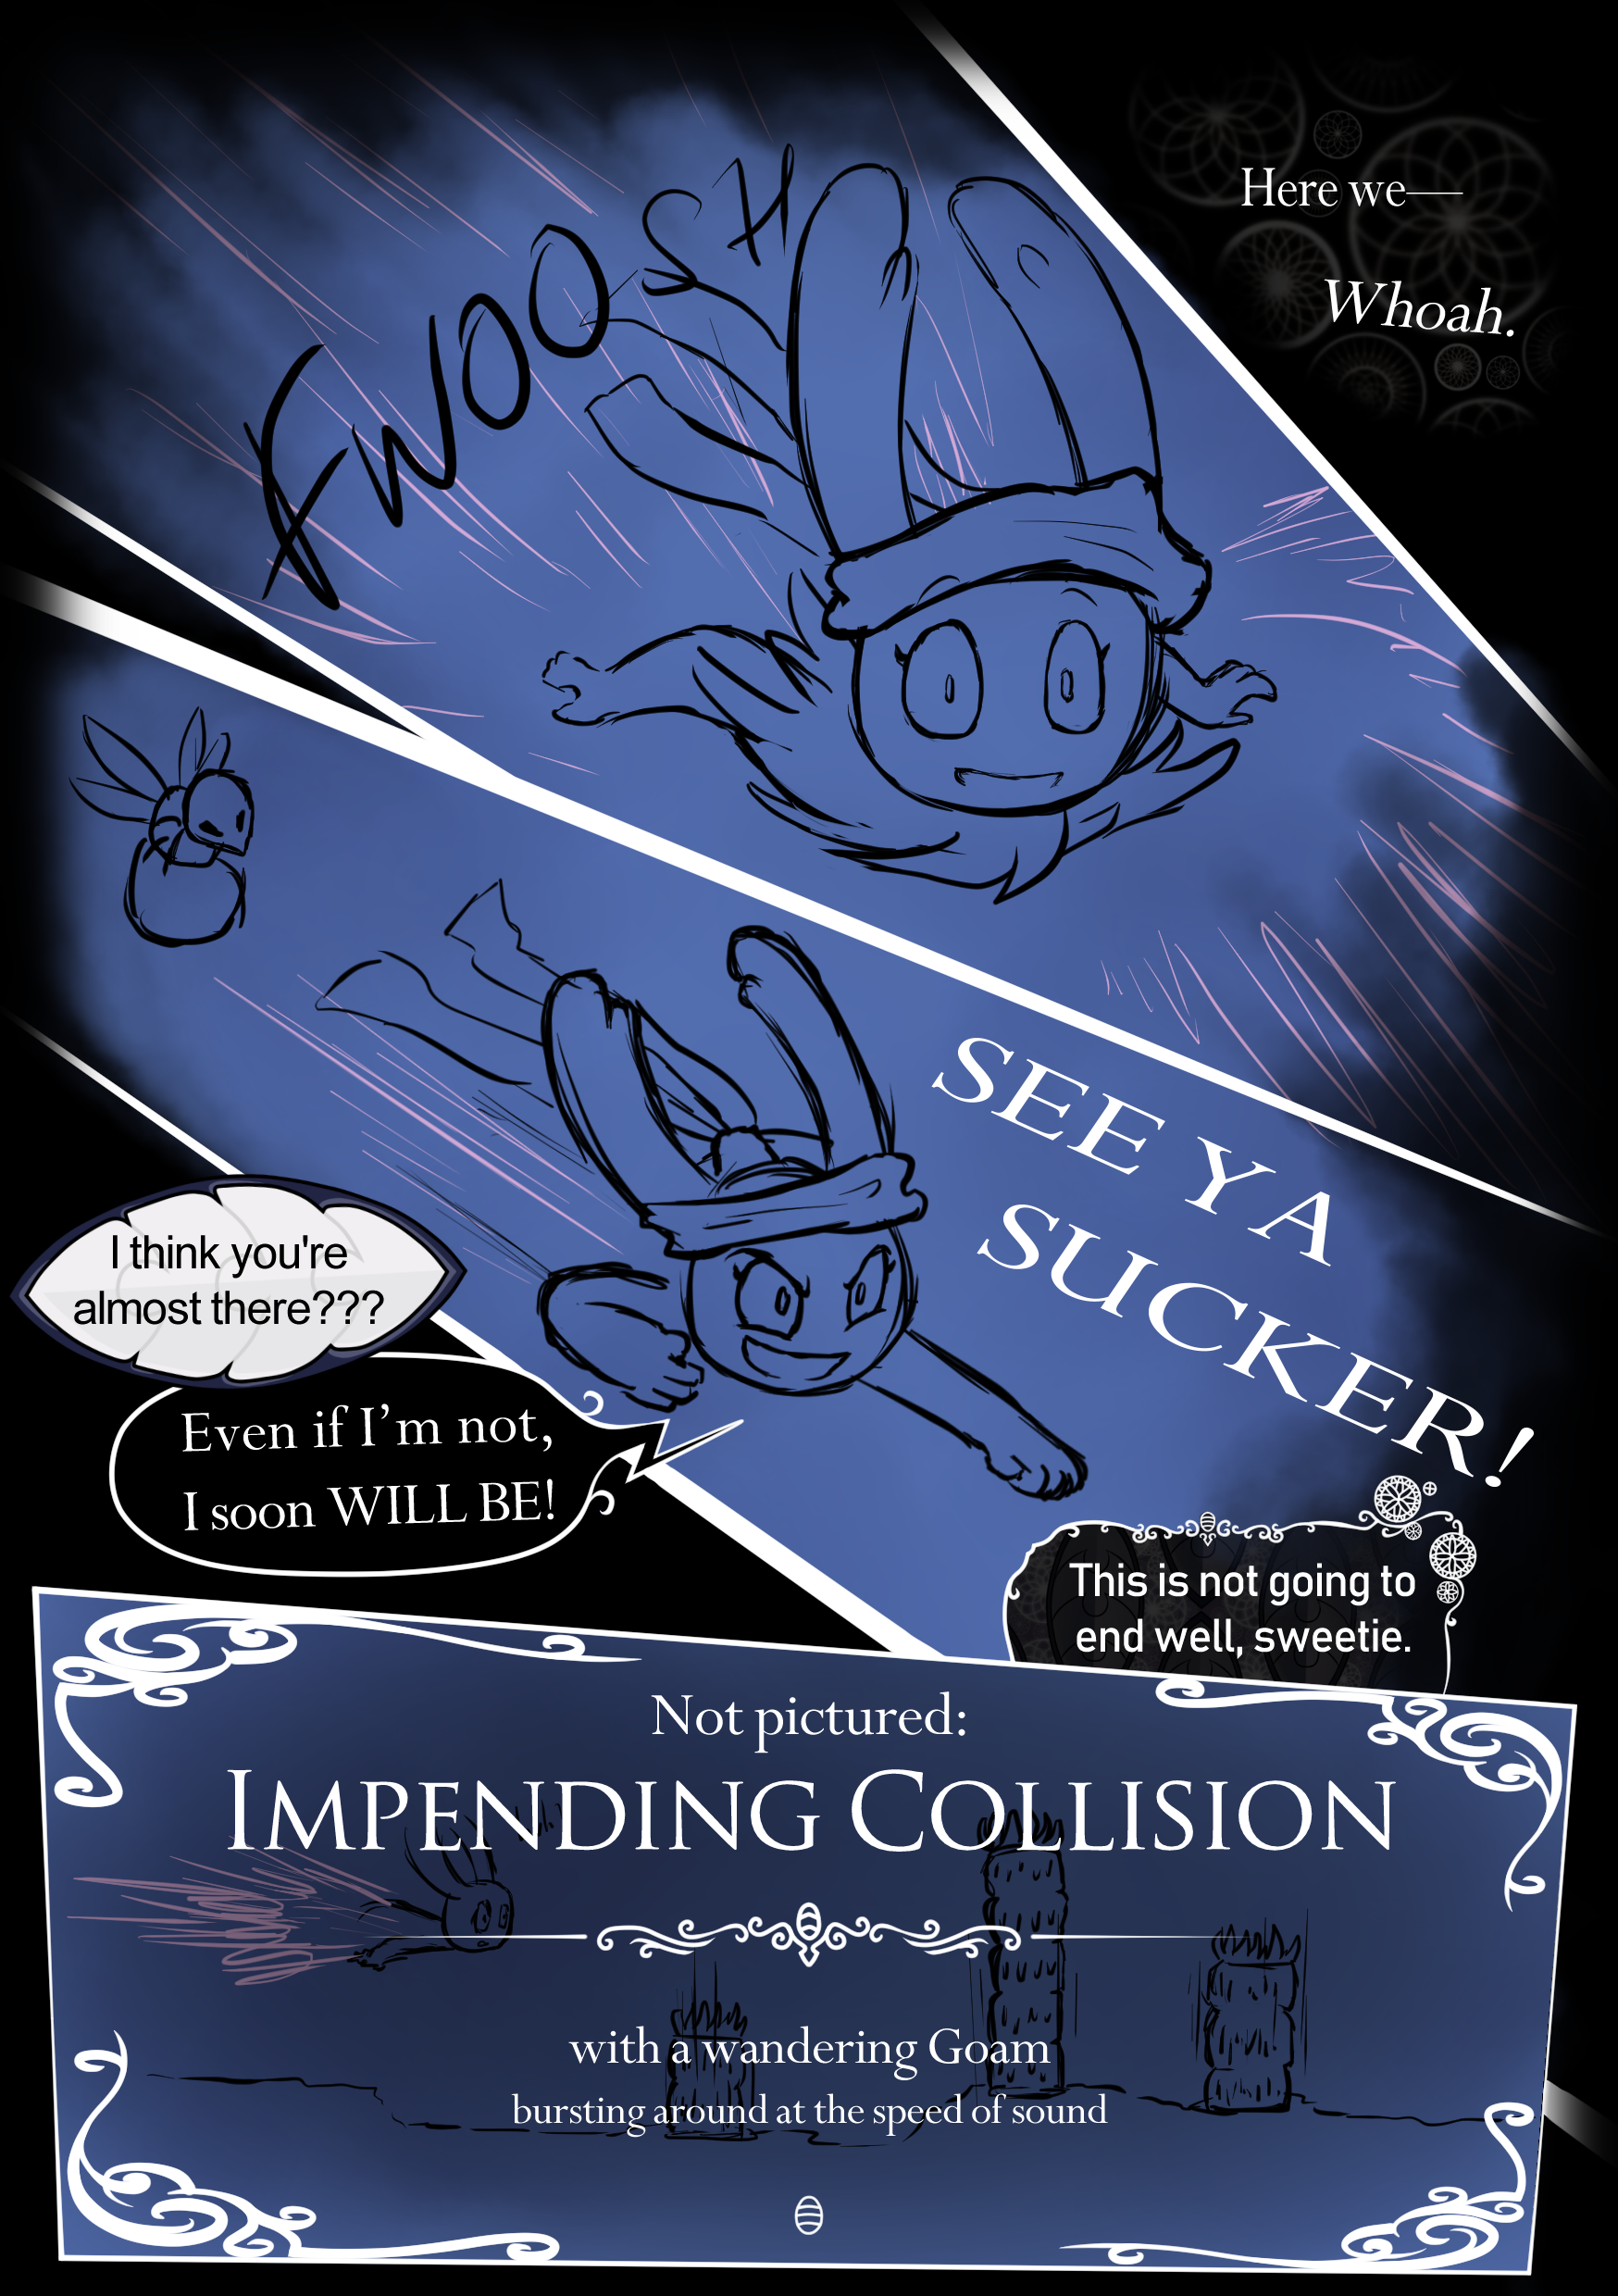 Here we—
Whoah.
FWOOSH
SEE YA
SUCKER!
I think you're
almost there???
Even if I'm not,
I soon WILL BE!
This is not going to
end well, sweetie.
Not pictured:
IMPENDING COLLISION
with a wandering Goam
bursting around at the speed of sound